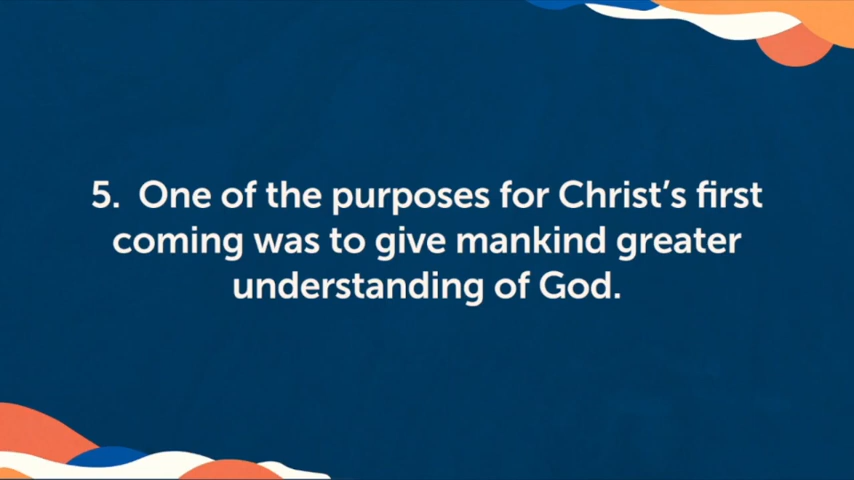 5. One of the purposes for Christ's first
coming was to give mankind greater
understanding of God.